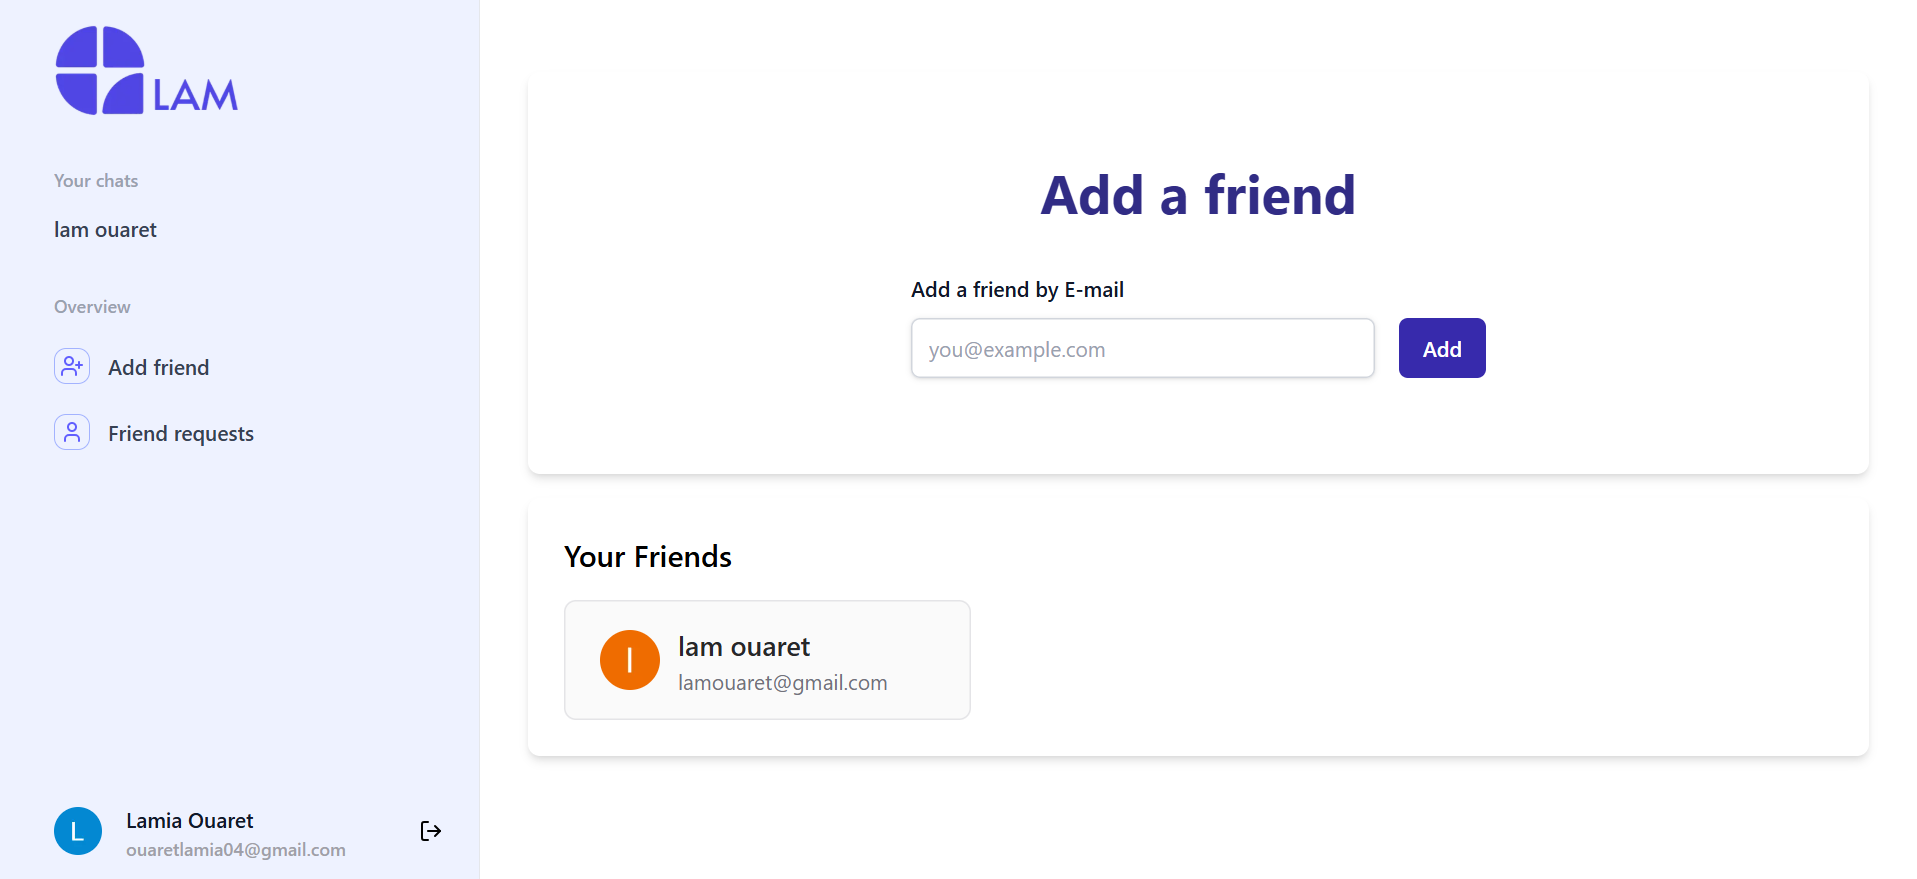 LAM
Your chats
lam ouaret
Overview
Add friend
Friend requests
L
Lamia Ouaret
ouaretlamia04@gmail.com
Add a friend
Add a friend by E-mail
you@example.com
Add
Your Friends
l
lam ouaret
lamouaret@gmail.com